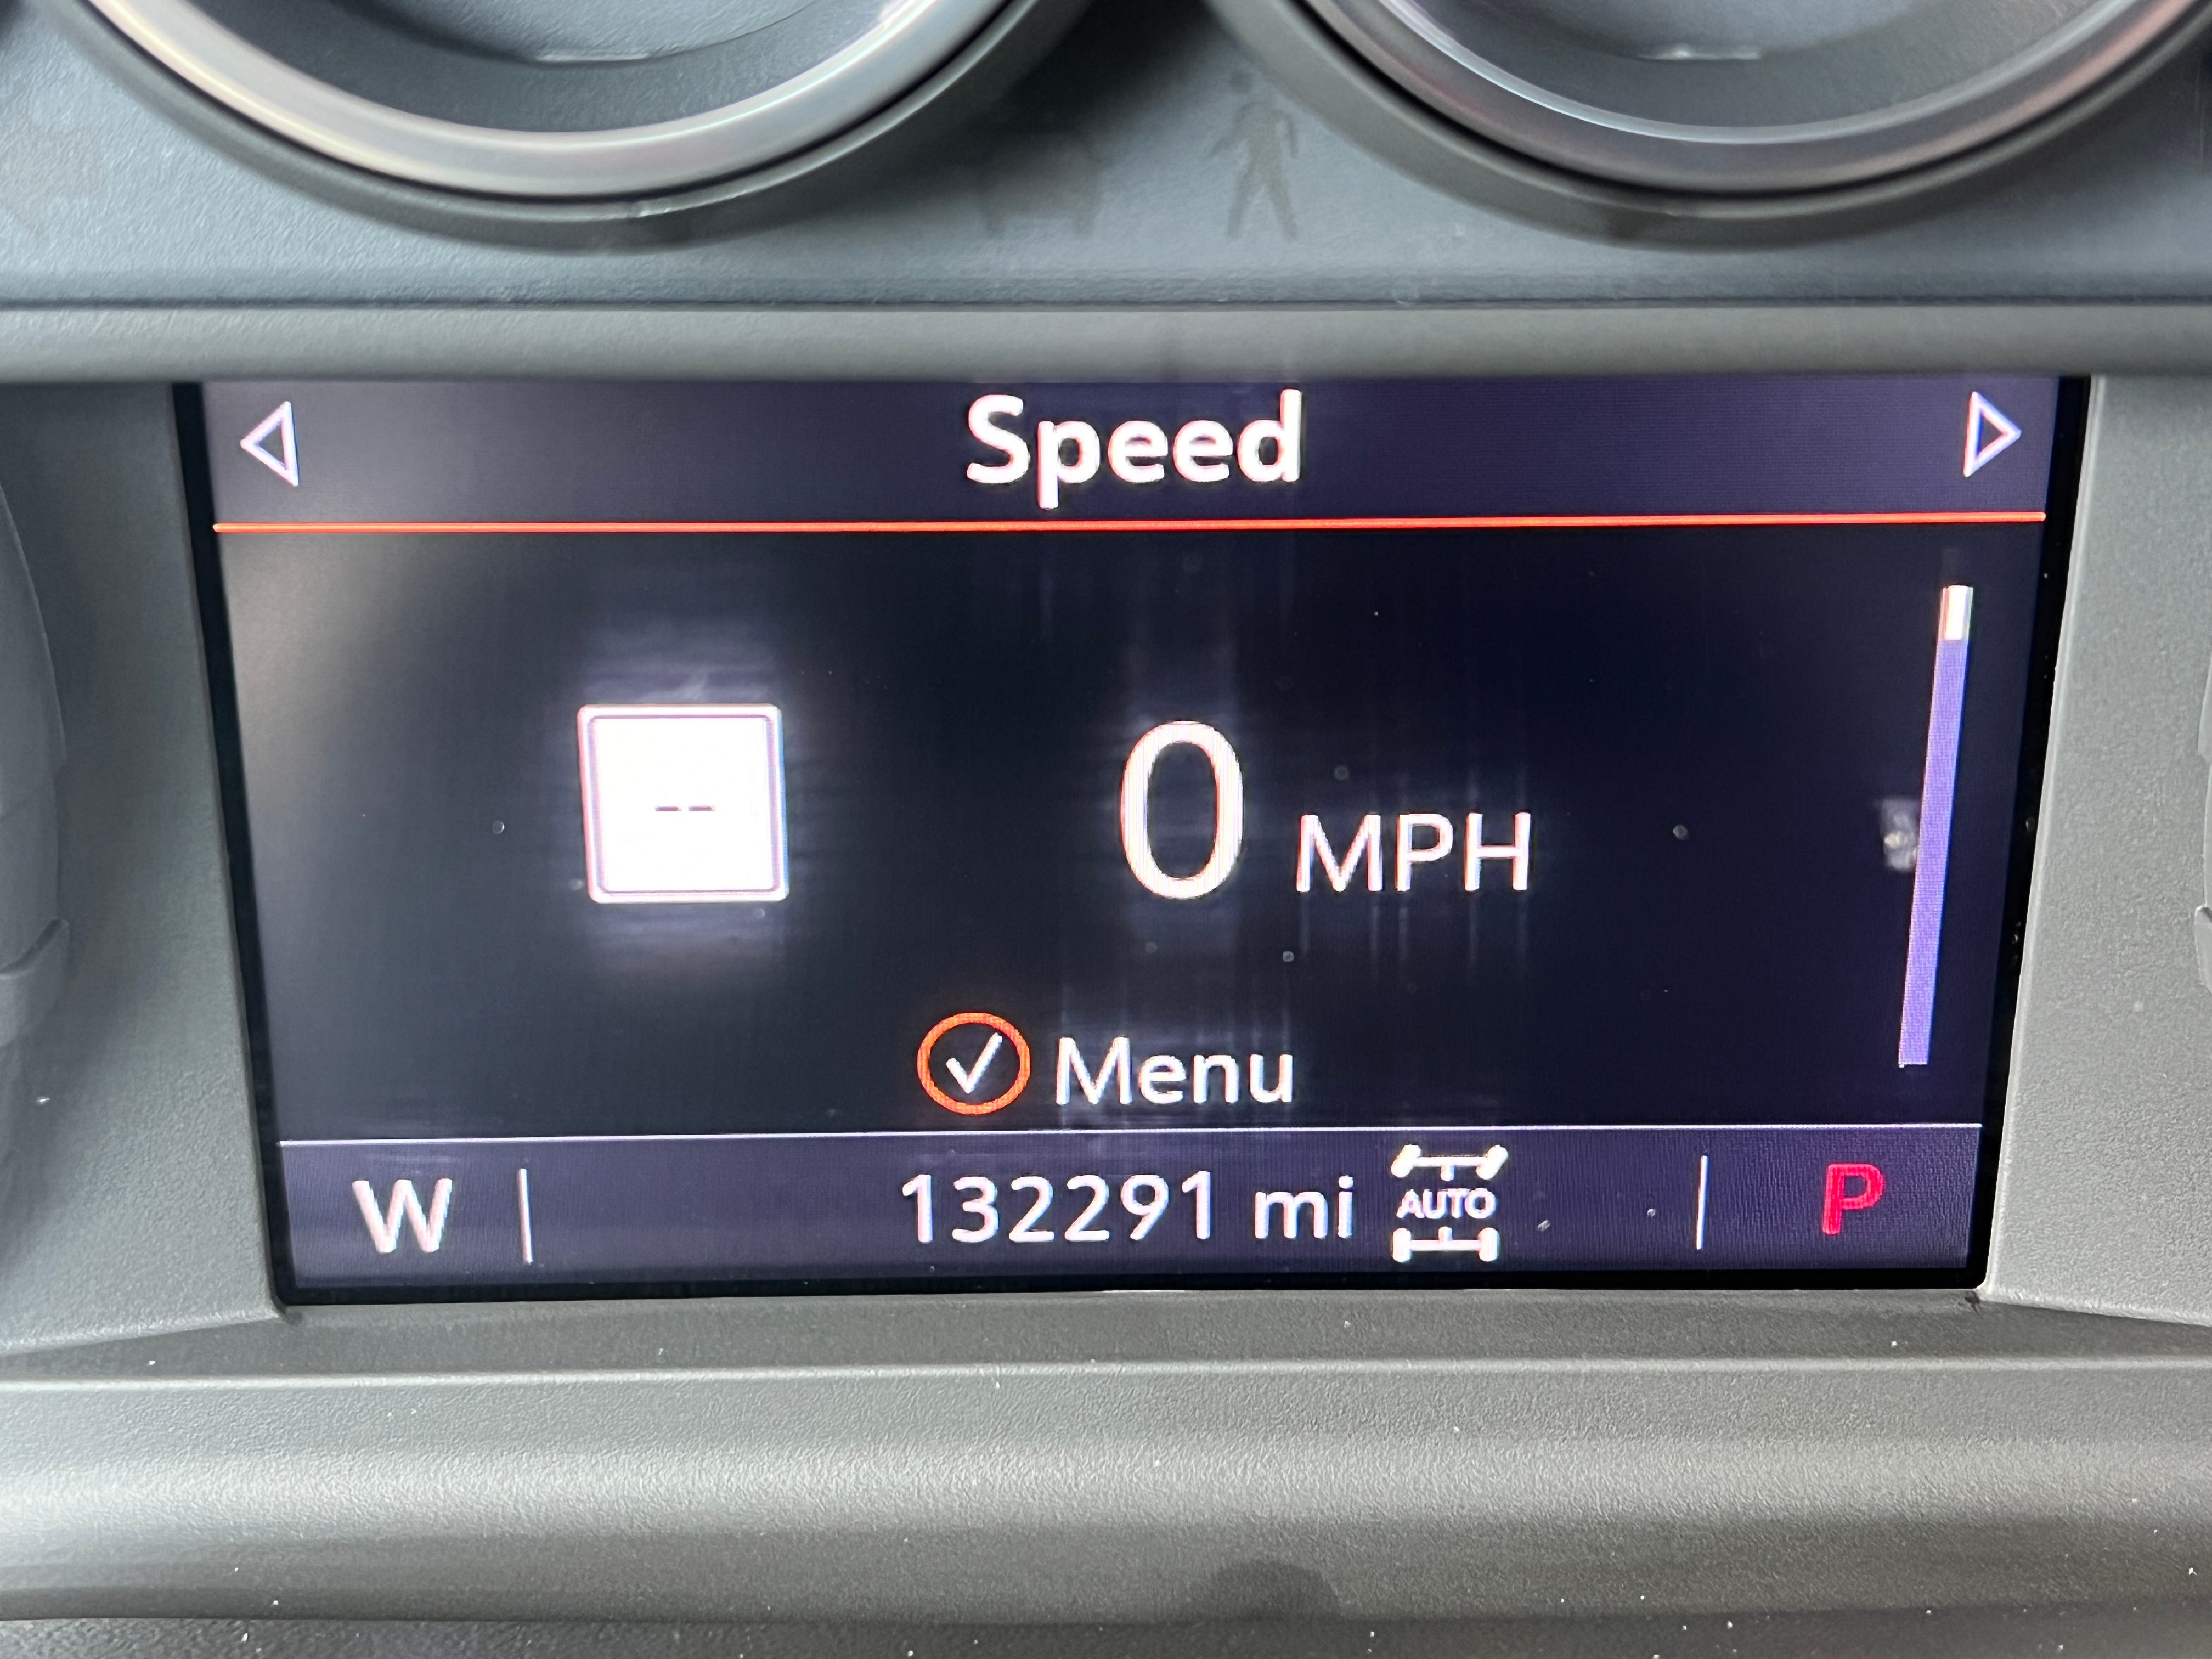 Speed
-- 0 MPH
Menu
W 132291 mi AUTO P